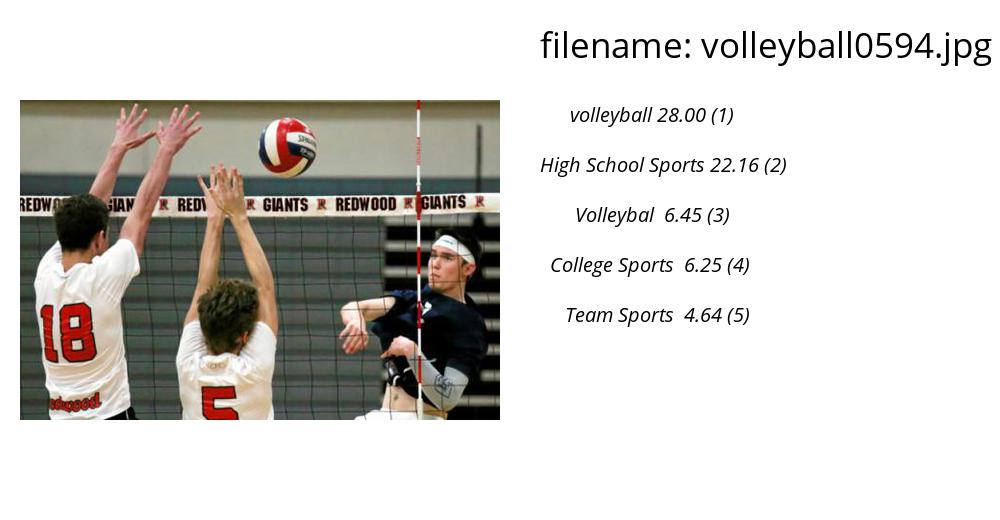 filename: volleyball0594.jpg
volleyball 28.00 (1)
High School Sports 22.16 (2)
Volleybal 6.45 (3)
College Sports 6.25 (4)
Team Sports 4.64 (5)
SPALDING
REDWOOD GIANTS R REDWOOD GIANTS R REDWOOD R GIANTS R
18
redwood
5